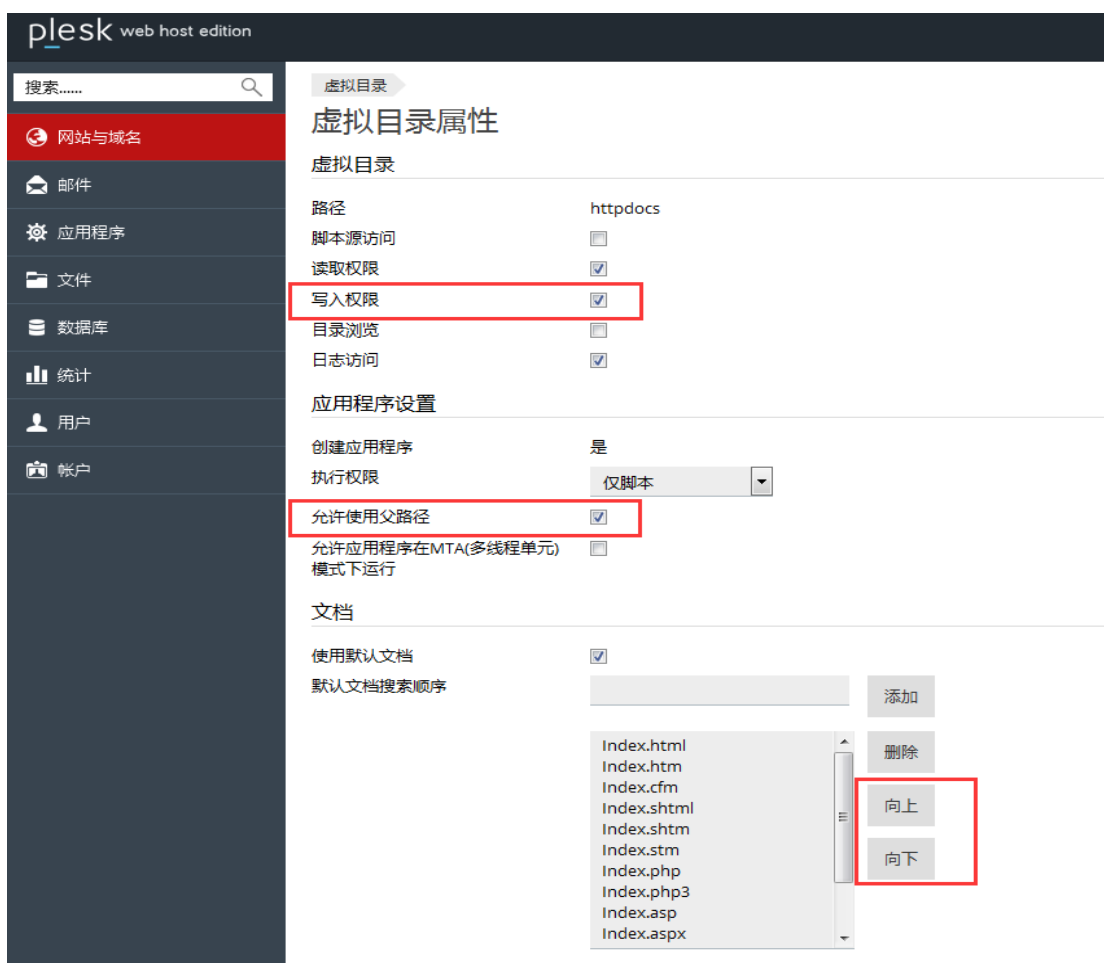 plesk web host edition
搜索......
网站与域名
邮件
应用程序
文件
数据库
统计
用户
帐户
虚拟目录
虚拟目录属性
虚拟目录
路径 httpdocs
脚本源访问
读取权限
写入权限
目录浏览
日志访问
应用程序设置
创建应用程序 是
执行权限 仅脚本
允许使用父路径
允许应用程序在MTA(多线程单元)
模式下运行
文档
使用默认文档
默认文档搜索顺序
添加
Index.html
Index.htm
Index.cfm
Index.shtml
Index.shtm
Index.stm
Index.php
Index.php3
Index.asp
Index.aspx
删除
向上
向下